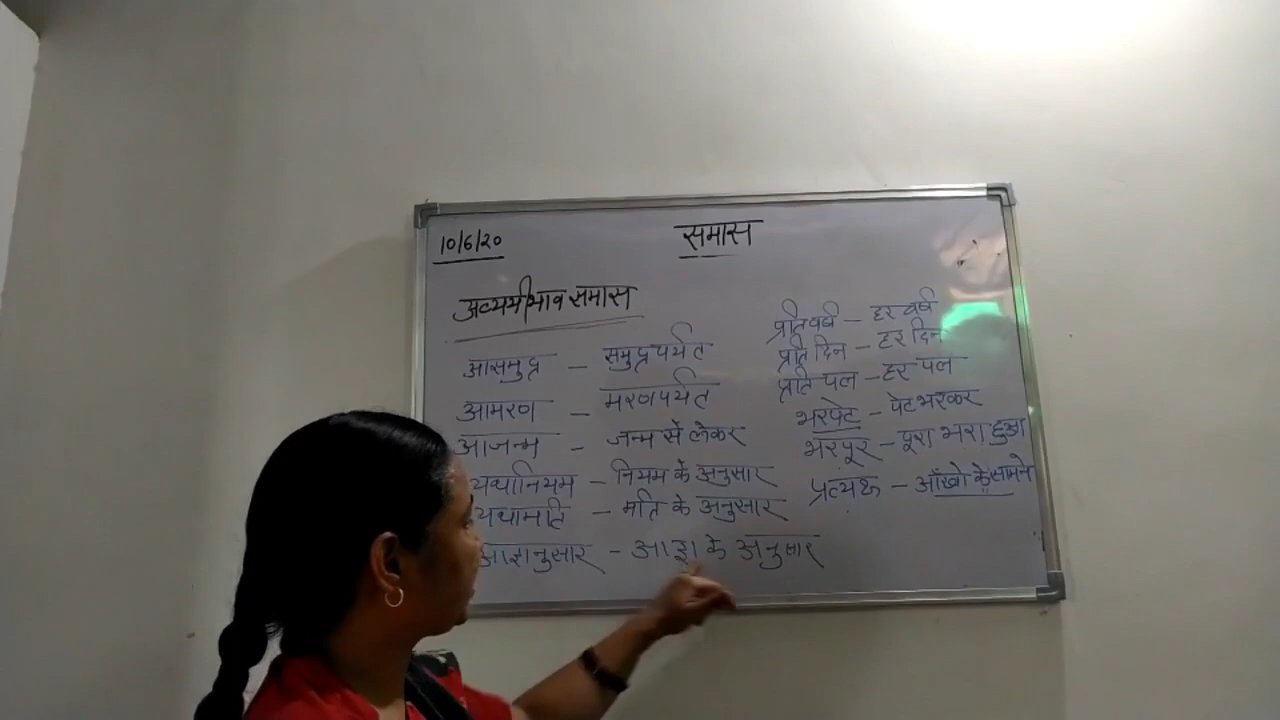 10/6/20
समास
अव्ययीभाव समास
आसमुद्र – समुद्रपर्यंत
आमरण – मरणपर्यंत
आजन्म – जन्म से लेकर
यथानियम – नियम के अनुसार
यथामति – मति के अनुसार
आज्ञानुसार – आज्ञा के अनुसार
प्रतिवर्ष – हर वर्ष
प्रति दिन – हर दिन
प्रति पल – हर पल
भरपेट – पेट भरकर
भरपूर – पूरा भरा हुआ
प्रत्यक्ष – आँखो के सामने